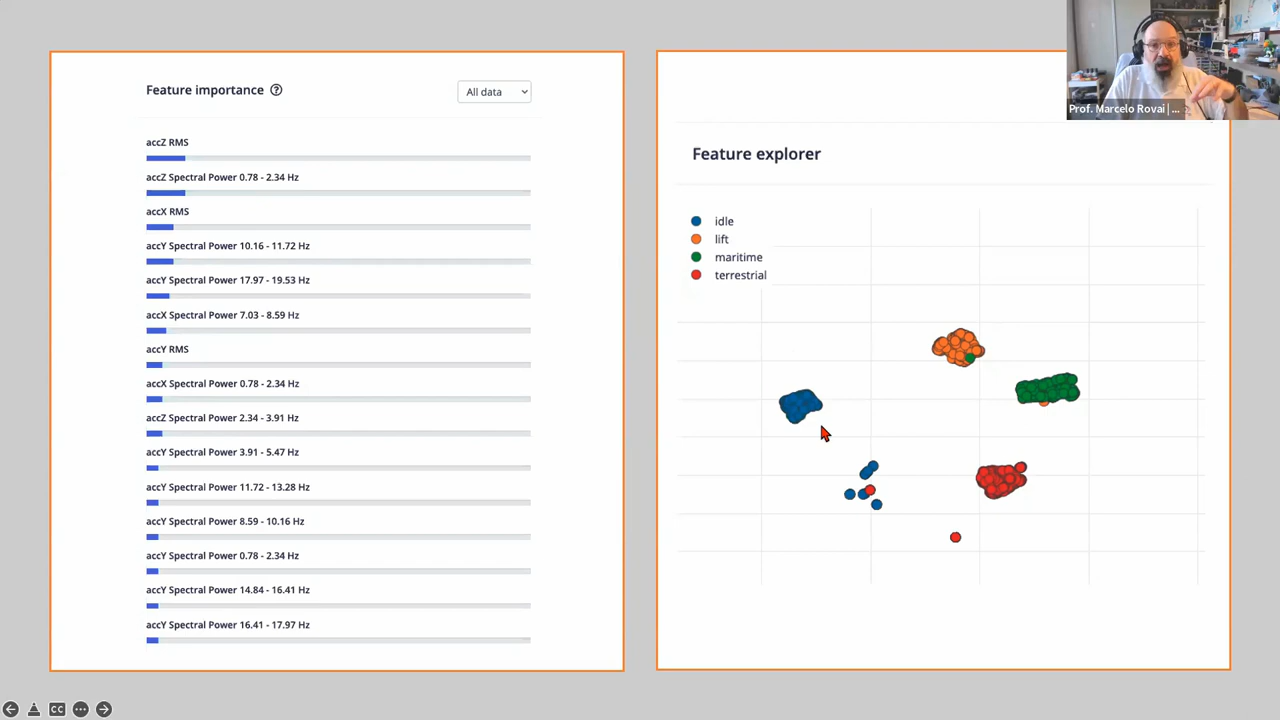 Feature importance
All data
accZ RMS
accZ Spectral Power 0.78 - 2.34 Hz
accX RMS
accY Spectral Power 10.16 - 11.72 Hz
accY Spectral Power 17.97 - 19.53 Hz
accX Spectral Power 7.03 - 8.59 Hz
accY RMS
accX Spectral Power 0.78 - 2.34 Hz
accZ Spectral Power 2.34 - 3.91 Hz
accY Spectral Power 3.91 - 5.47 Hz
accY Spectral Power 11.72 - 13.28 Hz
accY Spectral Power 8.59 - 10.16 Hz
accY Spectral Power 0.78 - 2.34 Hz
accY Spectral Power 14.84 - 16.41 Hz
accY Spectral Power 16.41 - 17.97 Hz
Feature explorer
idle
lift
maritime
terrestrial
Prof. Marcelo Rovai | ...
CC